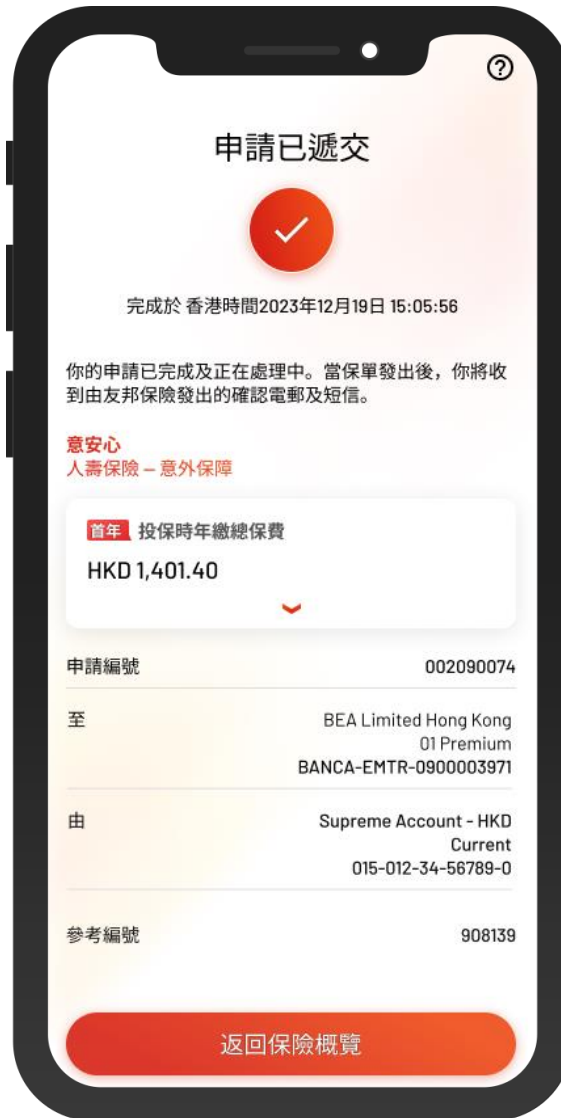 申請已遞交
完成於 香港時間2023年12月19日 15:05:56
你的申請已完成及正在處理中。當保單發出後，你將收
到由友邦保險發出的確認電郵及短信。
意安心
人壽保險 – 意外保障
首年 投保時年繳總保費
HKD 1,401.40
申請編號 002090074
至 BEA Limited Hong Kong
01 Premium
BANCA-EMTR-0900003971
由 Supreme Account - HKD
Current
015-012-34-56789-0
參考編號 908139
返回保險概覽